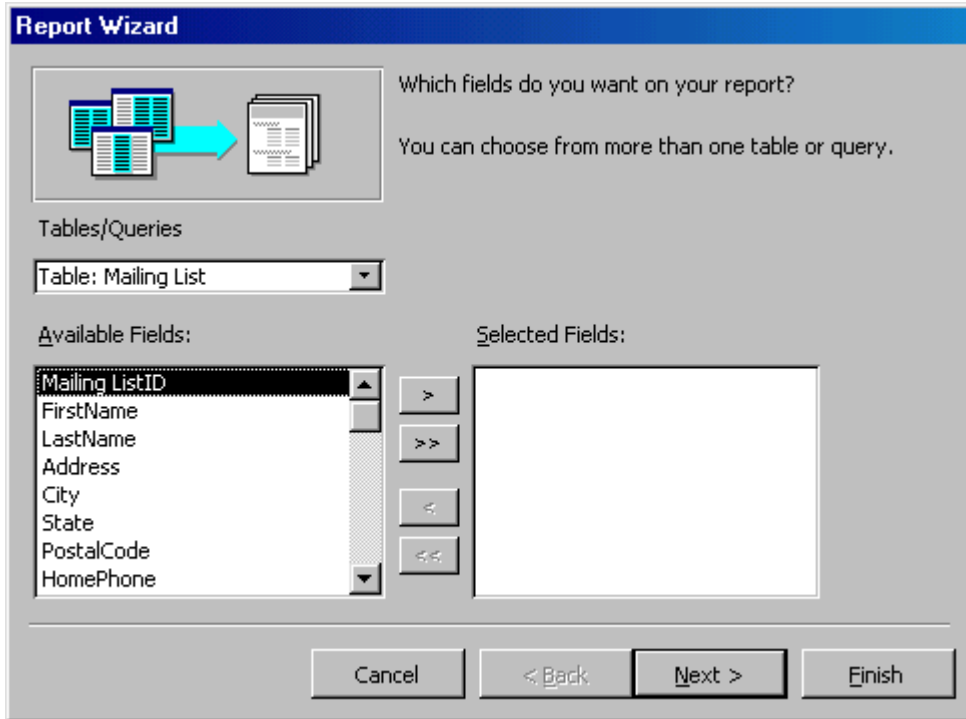 Report Wizard
Which fields do you want on your report?
You can choose from more than one table or query.
Tables/Queries
Table: Mailing List
Available Fields:
Mailing ListID
FirstName
LastName
Address
City
State
PostalCode
HomePhone
>
>>
<
<<
Selected Fields:
Cancel
< Back
Next >
Finish